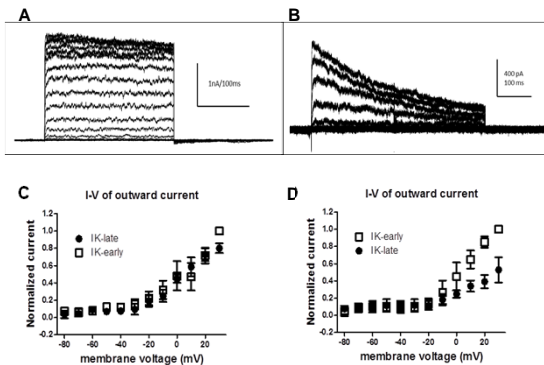 A
B
1nA/100ms
400 pA
100 ms
C
I-V of outward current
IK-late
IK-early
Normalized current
1.2
1.0
0.8
0.6
0.4
0.2
0.0
-80 -60 -40 -20 0 20
membrane voltage (mV)
D
I-V of outward current
IK-early
IK-late
Normalized current
1.2
1.0
0.8
0.6
0.4
0.2
0.0
-80 -60 -40 -20 0 20
membrane voltage (mV)